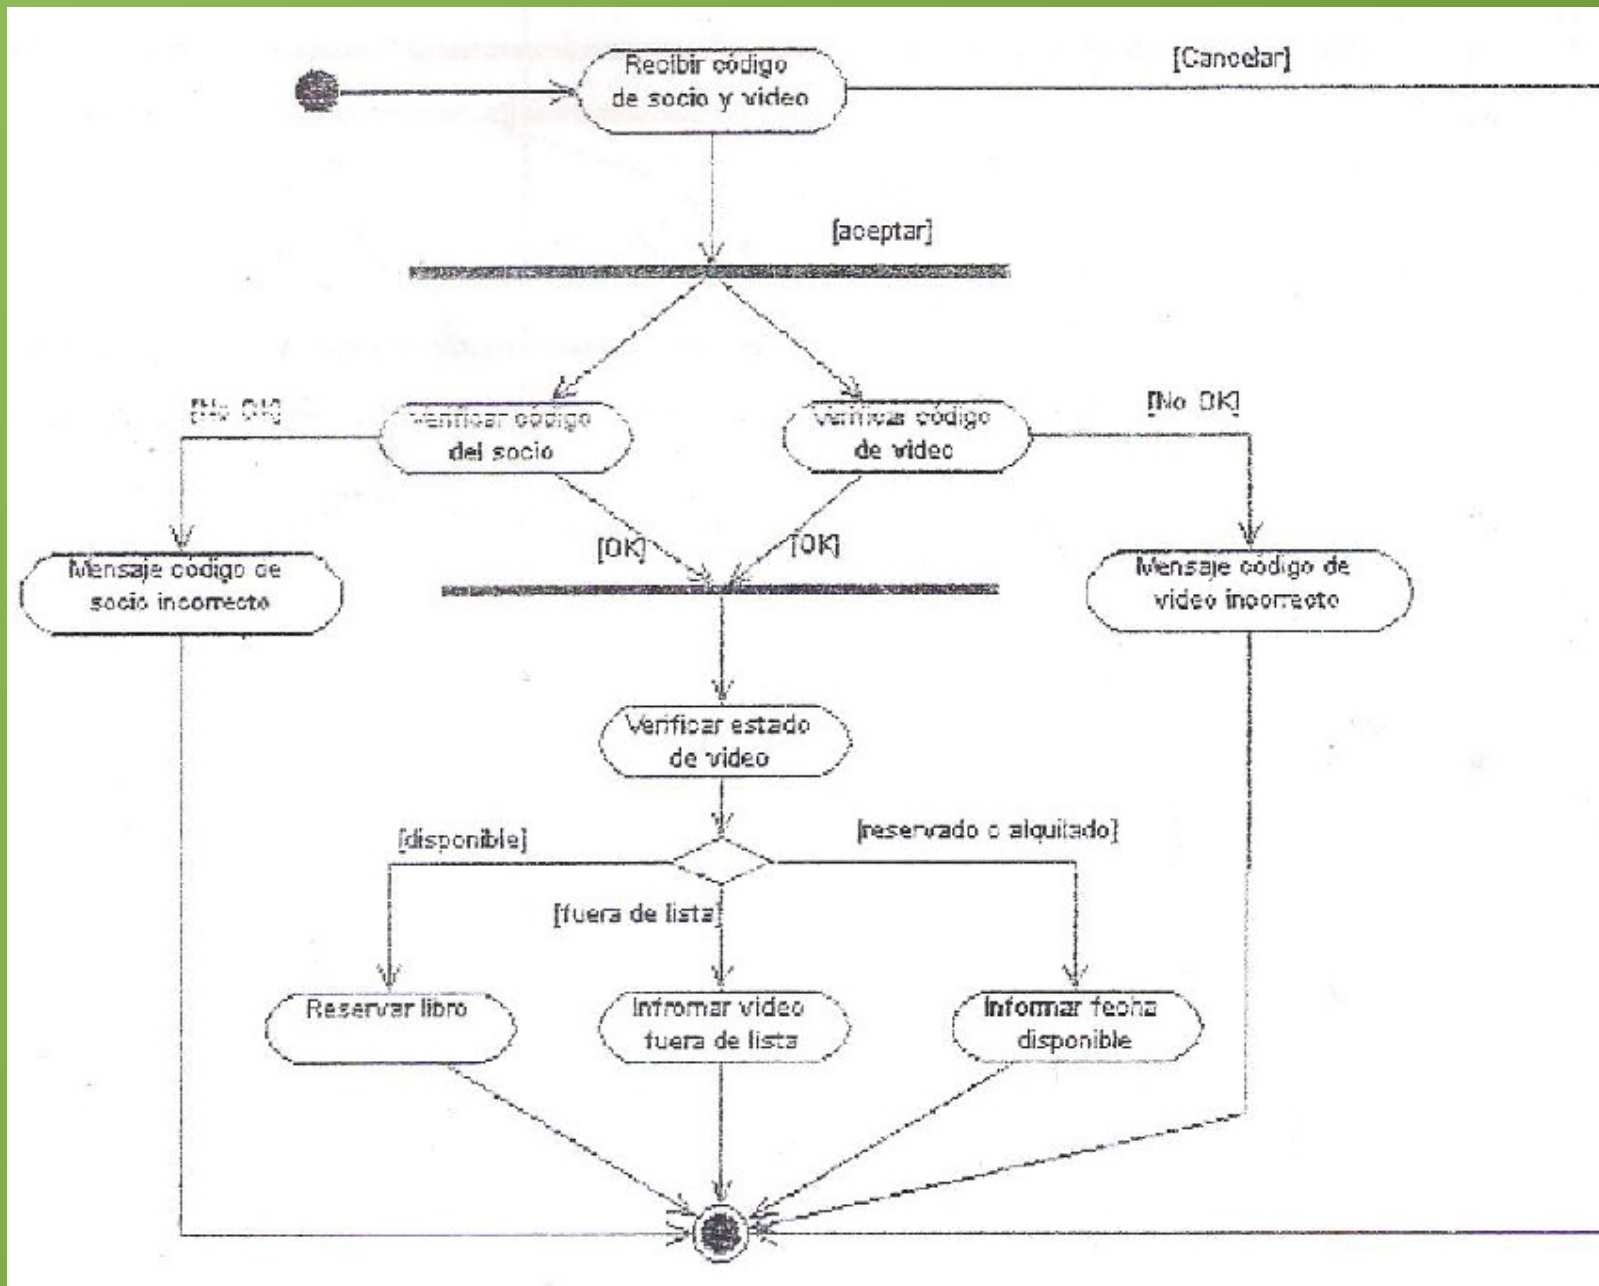 Recibir código
de socio y video
[Cancelar]
[aceptar]
[No OK]
Verificar código
del socio
Verificar código
de video
[No OK]
[OK]
[OK]
Mensaje código de
socio incorrecto
Mensaje código de
video incorrecto
Verificar estado
de video
[disponible]
[reservado o alquitado]
[fuera de lista]
Reservar libro
Infromar video
fuera de lista
Informar fecha
disponible